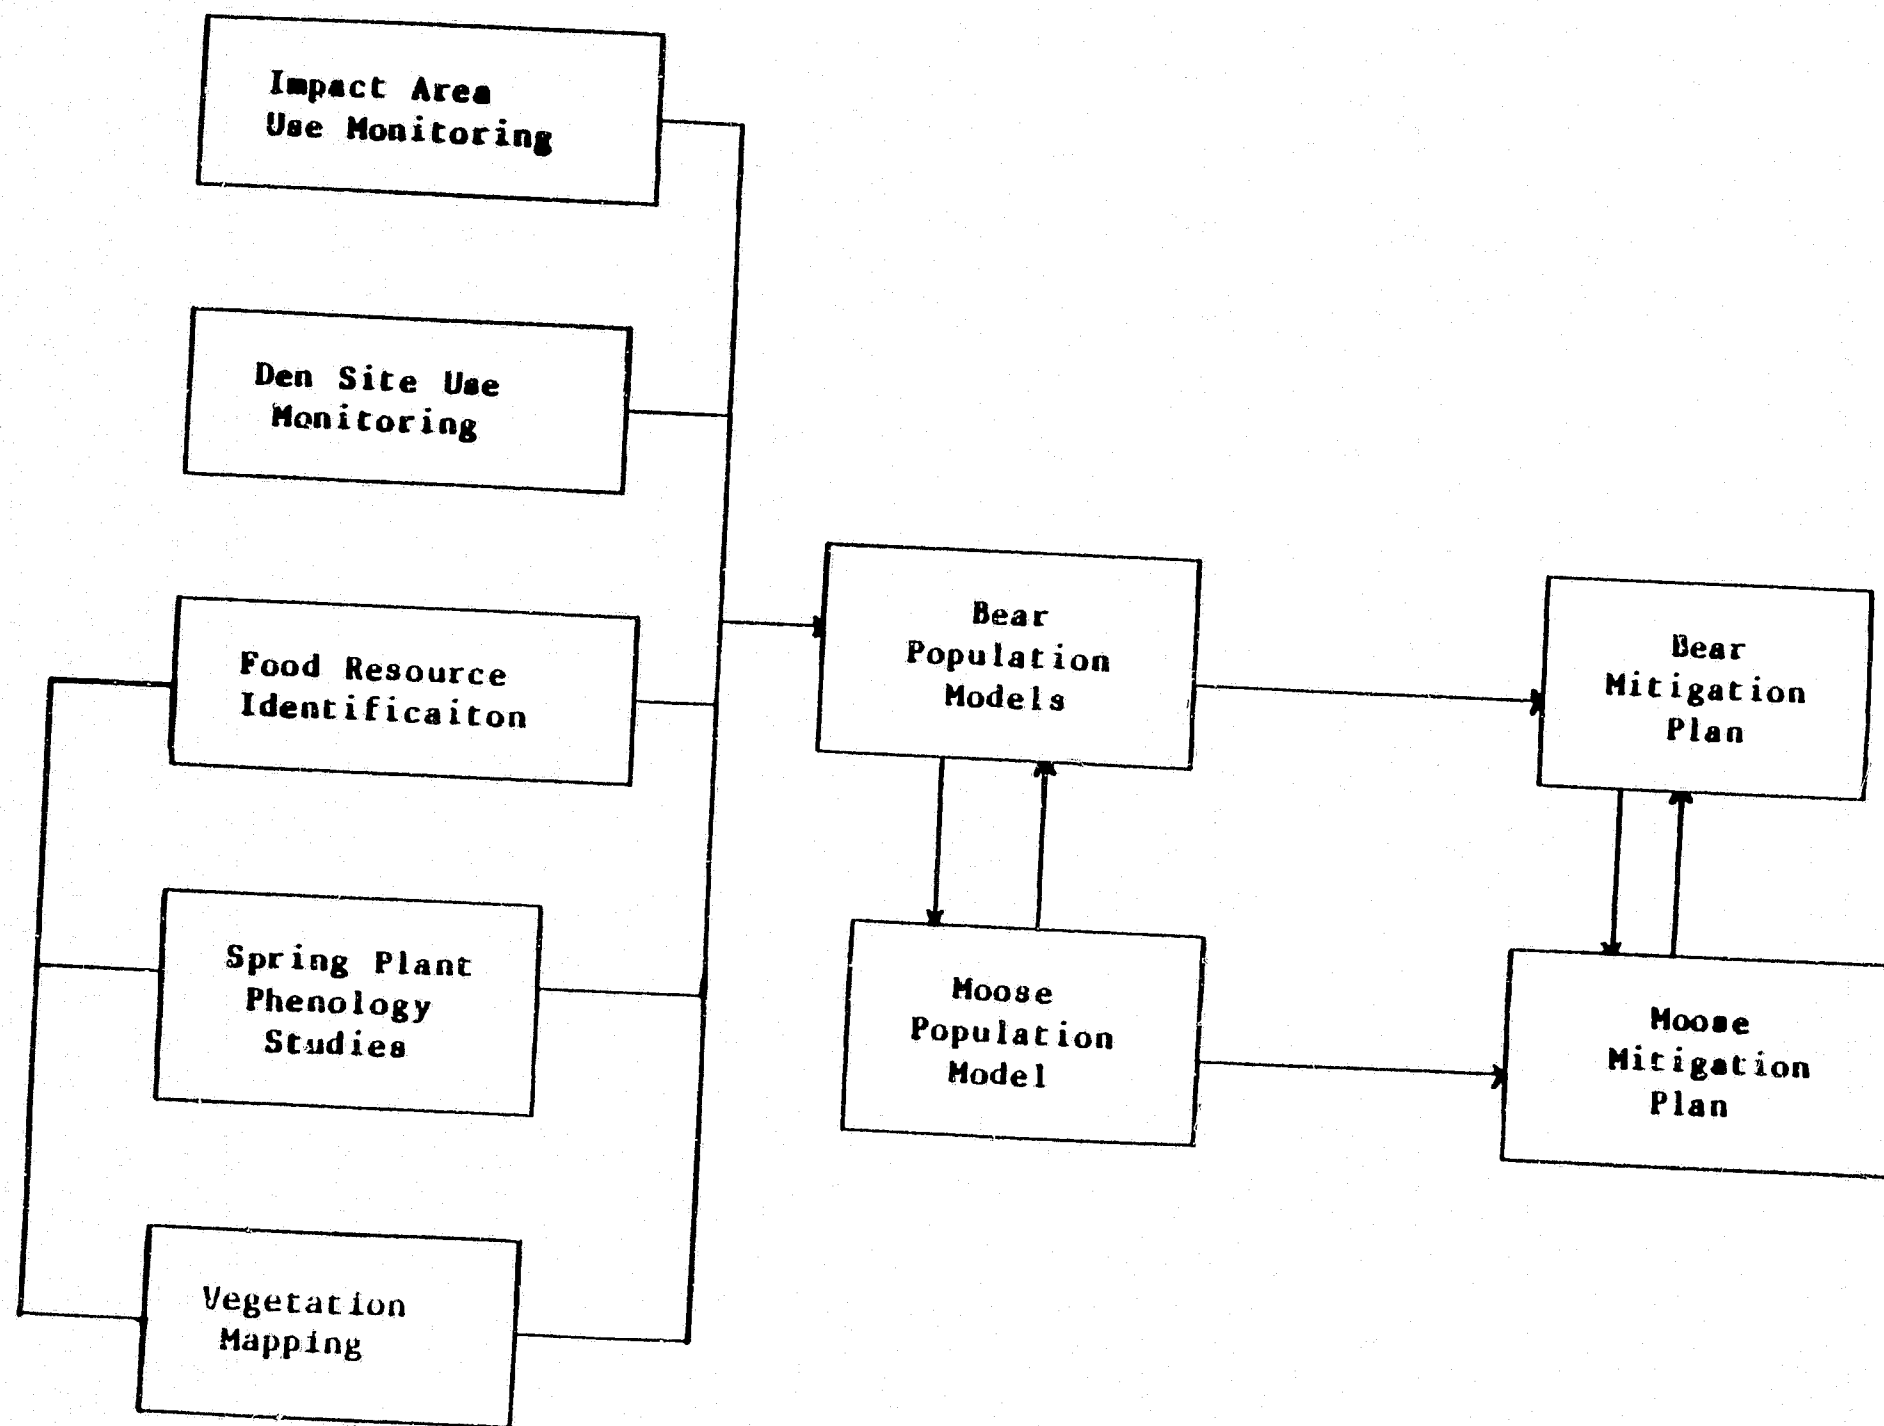 Impact Area
Use Monitoring
Den Site Use
Monitoring
Food Resource
Identificaiton
Spring Plant
Phenology
Studies
Vegetation
Mapping
Bear
Population
Models
Moose
Population
Model
Bear
Mitigation
Plan
Moose
Mitigation
Plan